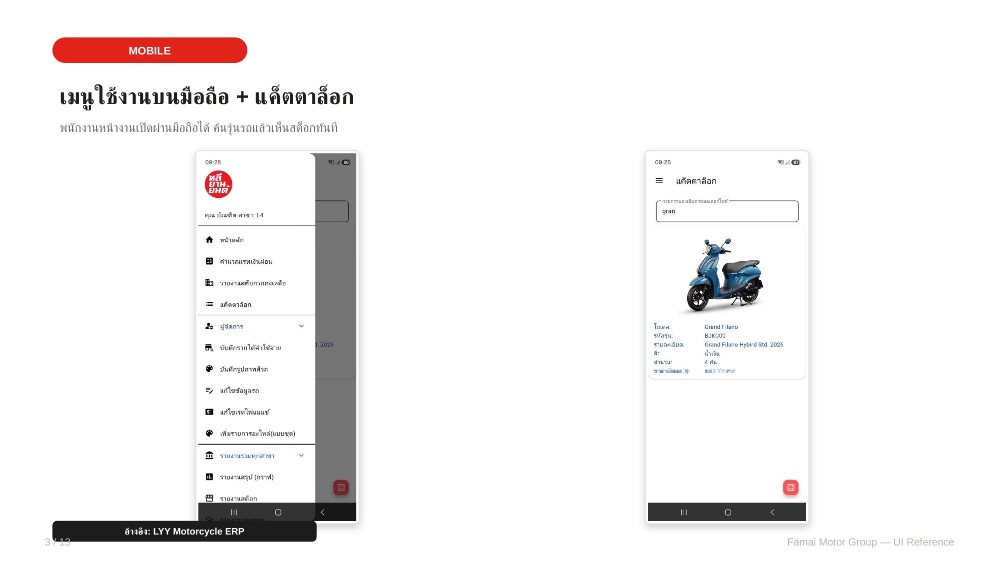 MOBILE
เมนูใช้งานบนมือถือ + แค็ตตาล็อก
พนักงานหน้างานเปิดผ่านมือถือได้ ค้นรุ่นรถแล้วเห็นสต็อกทันที
09:28
86
หลี
ยาน
ยนต์
คุณ บัณฑิต สาขา: L4
หน้าหลัก
คำนวณเรทเงินผ่อน
รายงานสต๊อกรถคงเหลือ
แค๊ตตาล๊อก
ผู้จัดการ
บันทึกรายได้ค่าใช้จ่าย
d. 2026
บันทึกรูปภาพสีรถ
แก้ไขข้อมูลรถ
แก้ไขเรทไฟแนนซ์
เพิ่มรายการอะไหล่(แบบชุด)
รายงานรวมทุกสาขา
รายงานสรุป (กราฟ)
รายงานสต๊อก
รายงานยอดขาย
09:25
87
แค็ตตาล็อก
กรอกรายละเอียดรถมอเตอร์ไซค์
gran
โมเดล: Grand Filano
รหัสรุ่น: BJKC00
รายละเอียด: Grand Filano Hybird Std. 2026
สี: น้ำเงิน
จำนวน: 4 คัน
อ้างอิง: LYY Motorcycle ERP
3 / 13
Famai Motor Group — UI Reference